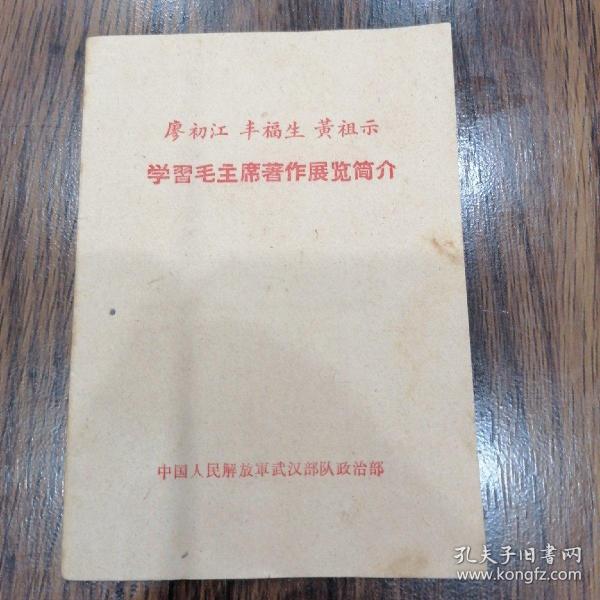 廖初江 丰福生 黄祖示
学習毛主席著作展览简介
中国人民解放軍武汉部队政治部
孔夫子旧書网
www.kongfz.com